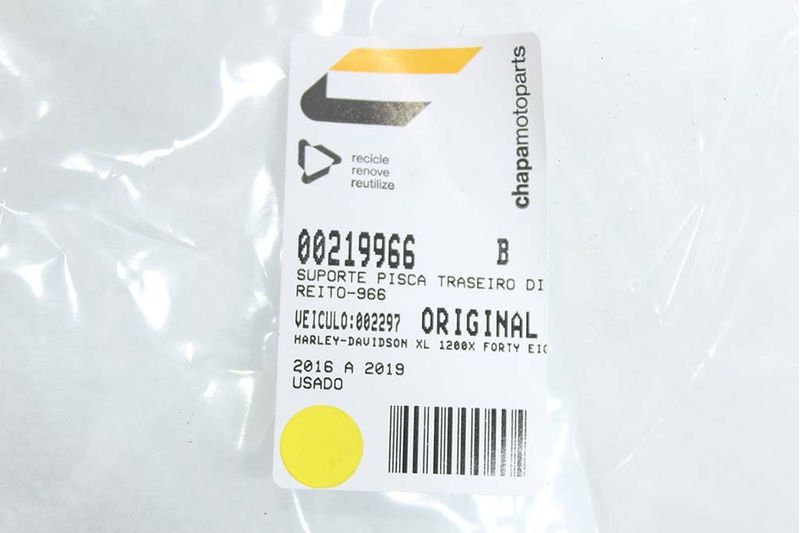 chapamotoparts
recicle
renove
reutilize
00219966 B
SUPORTE PISCA TRASEIRO DI
REITO-966
VEICULO:002297 ORIGINAL
HARLEY-DAVIDSON XL 1200X FORTY EIG
2016 A 2019
USADO